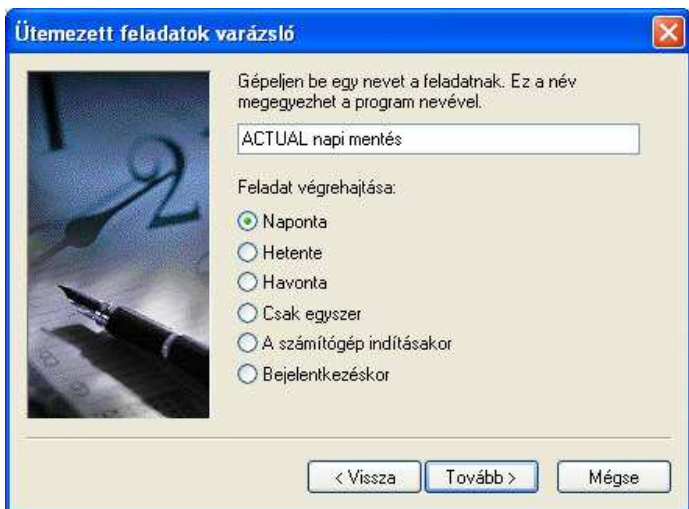 Ütemezett feladatok varázsló
Gépeljen be egy nevet a feladatnak. Ez a név
megegyezhet a program nevével.
ACTUAL napi mentés
Feladat végrehajtása:
Naponta
Hetente
Havonta
Csak egyszer
A számítógép indításakor
Bejelentkezéskor
< Vissza
Tovább >
Mégse